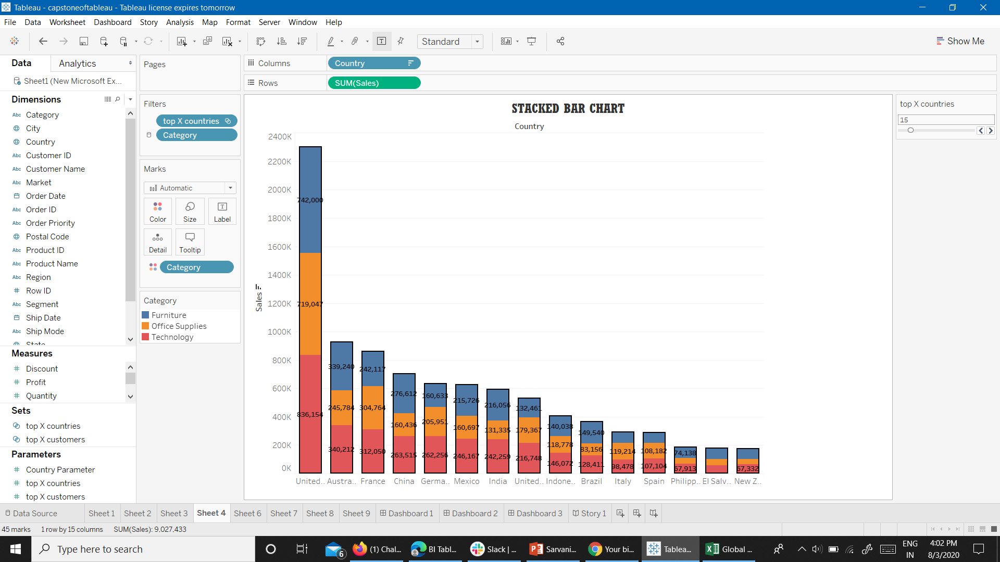 Tableau - capstoneoftableau - Tableau license expires tomorrow
File Data Worksheet Dashboard Story Analysis Map Format Server Window Help
Standard
Show Me
Data Analytics
Sheet1 (New Microsoft Ex...
Dimensions
Abc Category
City
Country
Abc Customer ID
Abc Customer Name
Abc Market
Order Date
Abc Order ID
Abc Order Priority
Postal Code
Abc Product ID
Abc Product Name
Abc Region
# Row ID
Abc Segment
Ship Date
Abc Ship Mode
State
Measures
# Discount
# Profit
# Quantity
Sets
top X countries
top X customers
Parameters
# Country Parameter
# top X countries
# top X customers
Pages
Filters
top X countries
Category
Marks
Automatic
Color Size Label
Detail Tooltip
Category
Category
Furniture
Office Supplies
Technology
Columns Country
Rows SUM(Sales)
STACKED BAR CHART
Country
Sales
2400K
2200K
2000K
1800K
1600K
1400K
1200K
1000K
800K
600K
400K
200K
0K
742,000
719,047
836,154
339,240
245,784
340,212
242,117
304,764
312,050
276,612
160,436
263,515
160,633
205,951
262,256
215,726
160,697
246,167
216,056
131,335
242,259
132,461
179,367
216,748
140,038
118,778
146,072
149,540
83,156
128,411
119,214
98,478
108,182
107,104
74,138
67,913
67,332
United.. Austra.. France China Germa.. Mexico India United.. Indone.. Brazil Italy Spain Philipp.. El Salv.. New Z..
top X countries
15
Data Source Sheet 1 Sheet 2 Sheet 3 Sheet 4 Sheet 6 Sheet 7 Sheet 8 Sheet 9 Dashboard 1 Dashboard 2 Dashboard 3 Story 1
45 marks 1 row by 15 columns SUM(Sales): 9,027,433
Type here to search
6
(1) Chal...
BI Tabl...
Slack | ...
Sarvani...
Your bi...
Tablea...
Global ...
ENG
IN
4:02 PM
8/3/2020